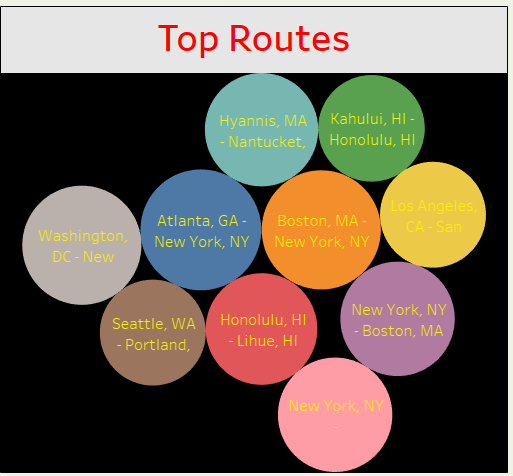 Top Routes
Hyannis, MA
- Nantucket,
Kahului, HI -
Honolulu, HI
Los Angeles,
CA - San
Atlanta, GA -
New York, NY
Boston, MA -
New York, NY
Washington,
DC - New
Seattle, WA
- Portland,
Honolulu, HI
- Lihue, HI
New York, NY
- Boston, MA
New York, NY
-